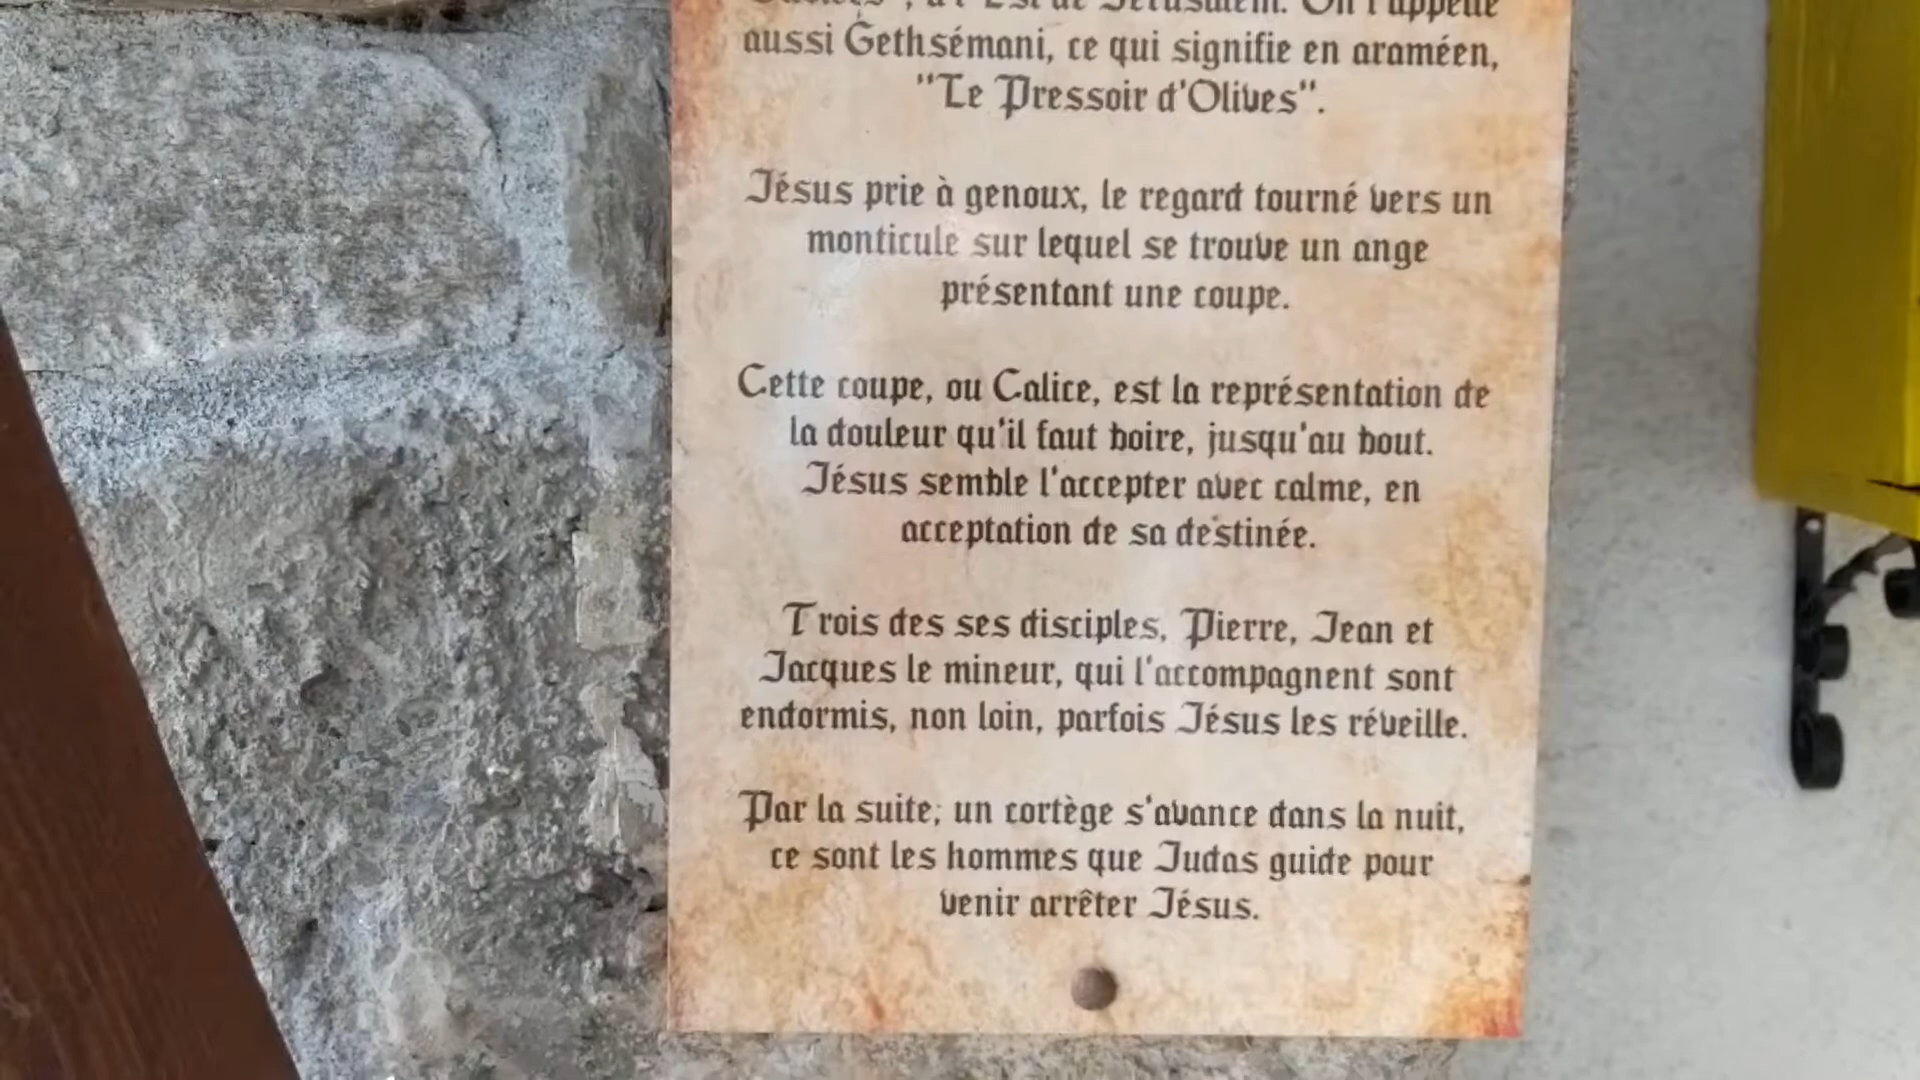 à l'Est de Jérusalem. On l'appelle
aussi Gethsémani, ce qui signifie en araméen,
"Le Pressoir d'Olives".
Jésus prie à genoux, le regard tourné vers un
monticule sur lequel se trouve un ange
présentant une coupe.
Cette coupe, ou Calice, est la représentation de
la douleur qu'il faut boire, jusqu'au bout.
Jésus semble l'accepter avec calme, en
acceptation de sa destinée.
Trois des ses disciples, Pierre, Jean et
Jacques le mineur, qui l'accompagnent sont
endormis, non loin, parfois Jésus les réveille.
Par la suite; un cortège s'avance dans la nuit,
ce sont les hommes que Judas guide pour
venir arrêter Jésus.